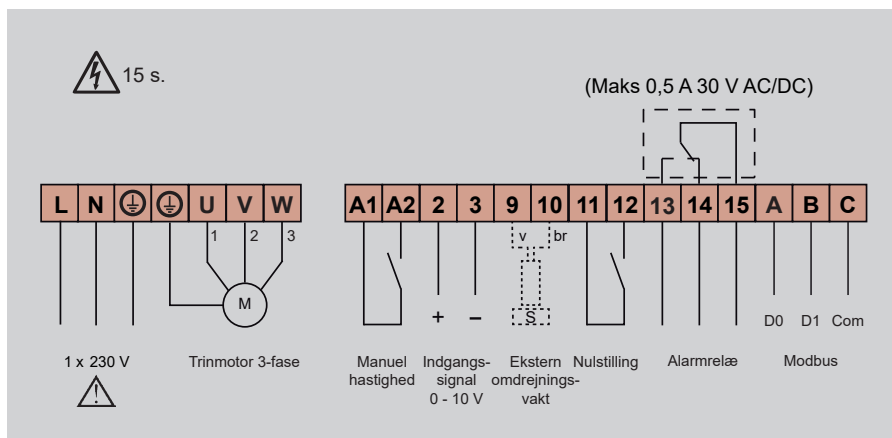 15 s.
(Maks 0,5 A 30 V AC/DC)
L N U V W
A1 A2 2 3 9 10 11 12 13 14 15 A B C
1 2 3
v br
M
+ –
S
D0 D1 Com
1 x 230 V
Trinmotor 3-fase
Manuel
hastighed
Indgangs-
signal
0 - 10 V
Ekstern
omdrejnings-
vakt
Nulstilling
Alarmrelæ
Modbus